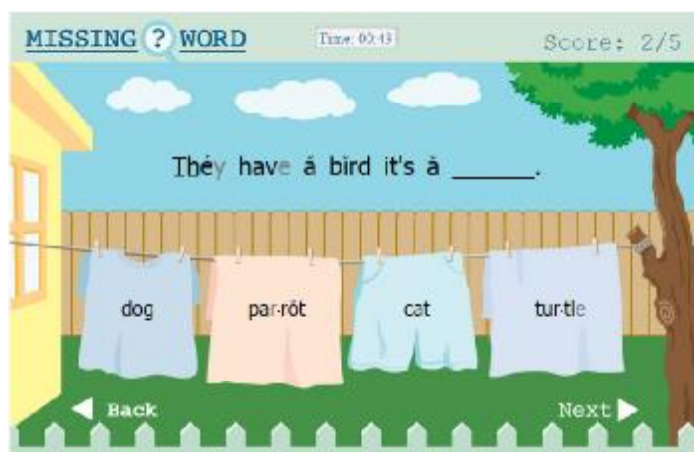 MISSING ? WORD
Time: 00:43
Score: 2/5
Thėy have ă bird it's ă ______.
dog
par·rŏt
cat
tur·tle
Back
Next